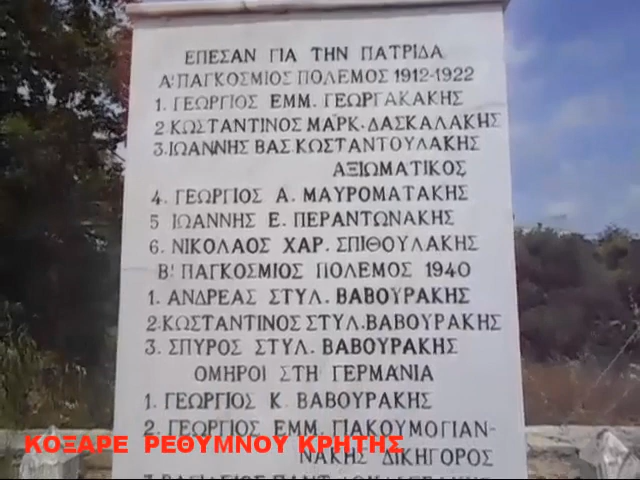 ΕΠΕΣΑΝ ΓΙΑ ΤΗΝ ΠΑΤΡΙΔΑ
Α' ΠΑΓΚΟΣΜΙΟΣ ΠΟΛΕΜΟΣ 1912-1922
1. ΓΕΩΡΓΙΟΣ ΕΜΜ. ΓΕΩΡΓΑΚΑΚΗΣ
2 ΚΩΣΤΑΝΤΙΝΟΣ ΜΑΡΚ. ΔΑΣΚΑΛΑΚΗΣ
3. ΙΩΑΝΝΗΣ ΒΑΣ ΚΩΣΤΑΝΤΟΥΛΑΚΗΣ
ΑΞΙΩΜΑΤΙΚΟΣ
4. ΓΕΩΡΓΙΟΣ Α. ΜΑΥΡΟΜΑΤΑΚΗΣ
5 ΙΩΑΝΝΗΣ Ε. ΠΕΡΑΝΤΩΝΑΚΗΣ
6. ΝΙΚΟΛΑΟΣ ΧΑΡ. ΣΠΙΘΟΥΛΑΚΗΣ
Β' ΠΑΓΚΟΣΜΙΟΣ ΠΟΛΕΜΟΣ 1940
1. ΑΝΔΡΕΑΣ ΣΤΥΛ. ΒΑΒΟΥΡΑΚΗΣ
2. ΚΩΣΤΑΝΤΙΝΟΣ ΣΤΥΛ. ΒΑΒΟΥΡΑΚΗΣ
3. ΣΠΥΡΟΣ ΣΤΥΛ. ΒΑΒΟΥΡΑΚΗΣ
ΟΜΗΡΟΙ ΣΤΗ ΓΕΡΜΑΝΙΑ
1. ΓΕΩΡΓΙΟΣ Κ. ΒΑΒΟΥΡΑΚΗΣ
2. ΓΕΩΡΓΙΟΣ ΕΜΜ. ΓΙΑΚΟΥΜΟΓΙΑΝ-
ΝΑΚΗΣ ΔΙΚΗΓΟΡΟΣ
ΚΟΞΑΡΕ ΡΕΘΥΜΝΟΥ ΚΡΗΤΗΣ